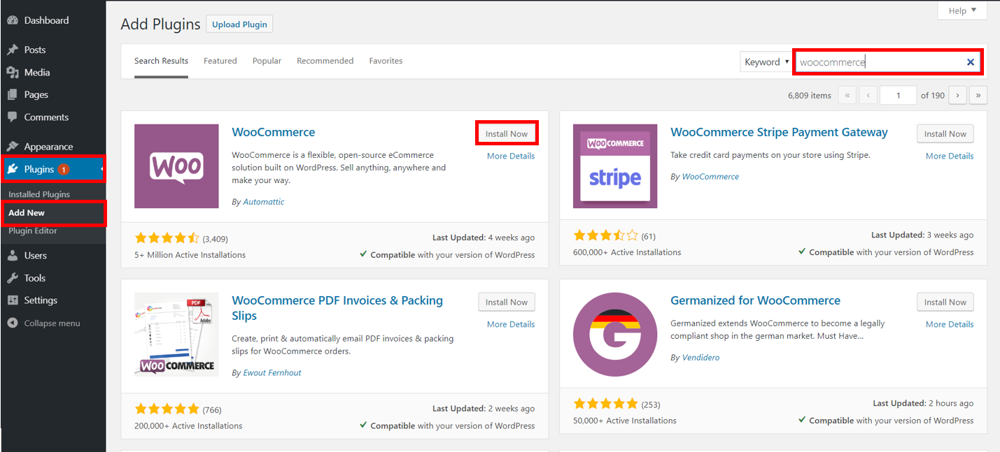 Dashboard
Posts
Media
Pages
Comments
Appearance
Plugins 1
Installed Plugins
Add New
Plugin Editor
Users
Tools
Settings
Collapse menu
Help ▼
Add Plugins Upload Plugin
Search Results Featured Popular Recommended Favorites
Keyword ▼ woocommerce ×
6,809 items « ‹ 1 of 190 › »
WOO
WooCommerce
Install Now
More Details
WooCommerce is a flexible, open-source eCommerce
solution built on WordPress. Sell anything, anywhere and
make your way.
By Automattic
(3,409)
Last Updated: 4 weeks ago
5+ Million Active Installations
Compatible with your version of WordPress
WOO COMMERCE
stripe
WooCommerce Stripe Payment Gateway
Install Now
More Details
Take credit card payments on your store using Stripe.
By WooCommerce
(61)
Last Updated: 3 weeks ago
600,000+ Active Installations
Compatible with your version of WordPress
PDF
Adobe
WOO COMMERCE
WooCommerce PDF Invoices & Packing
Slips
Install Now
More Details
Create, print & automatically email PDF invoices & packing
slips for WooCommerce orders.
By Ewout Fernhout
(766)
Last Updated: 2 weeks ago
200,000+ Active Installations
Compatible with your version of WordPress
G
Germanized for WooCommerce
Install Now
More Details
Germanized extends WooCommerce to become a legally
compliant shop in the german market. Must Have...
By Vendidero
(253)
Last Updated: 2 hours ago
50,000+ Active Installations
Compatible with your version of WordPress